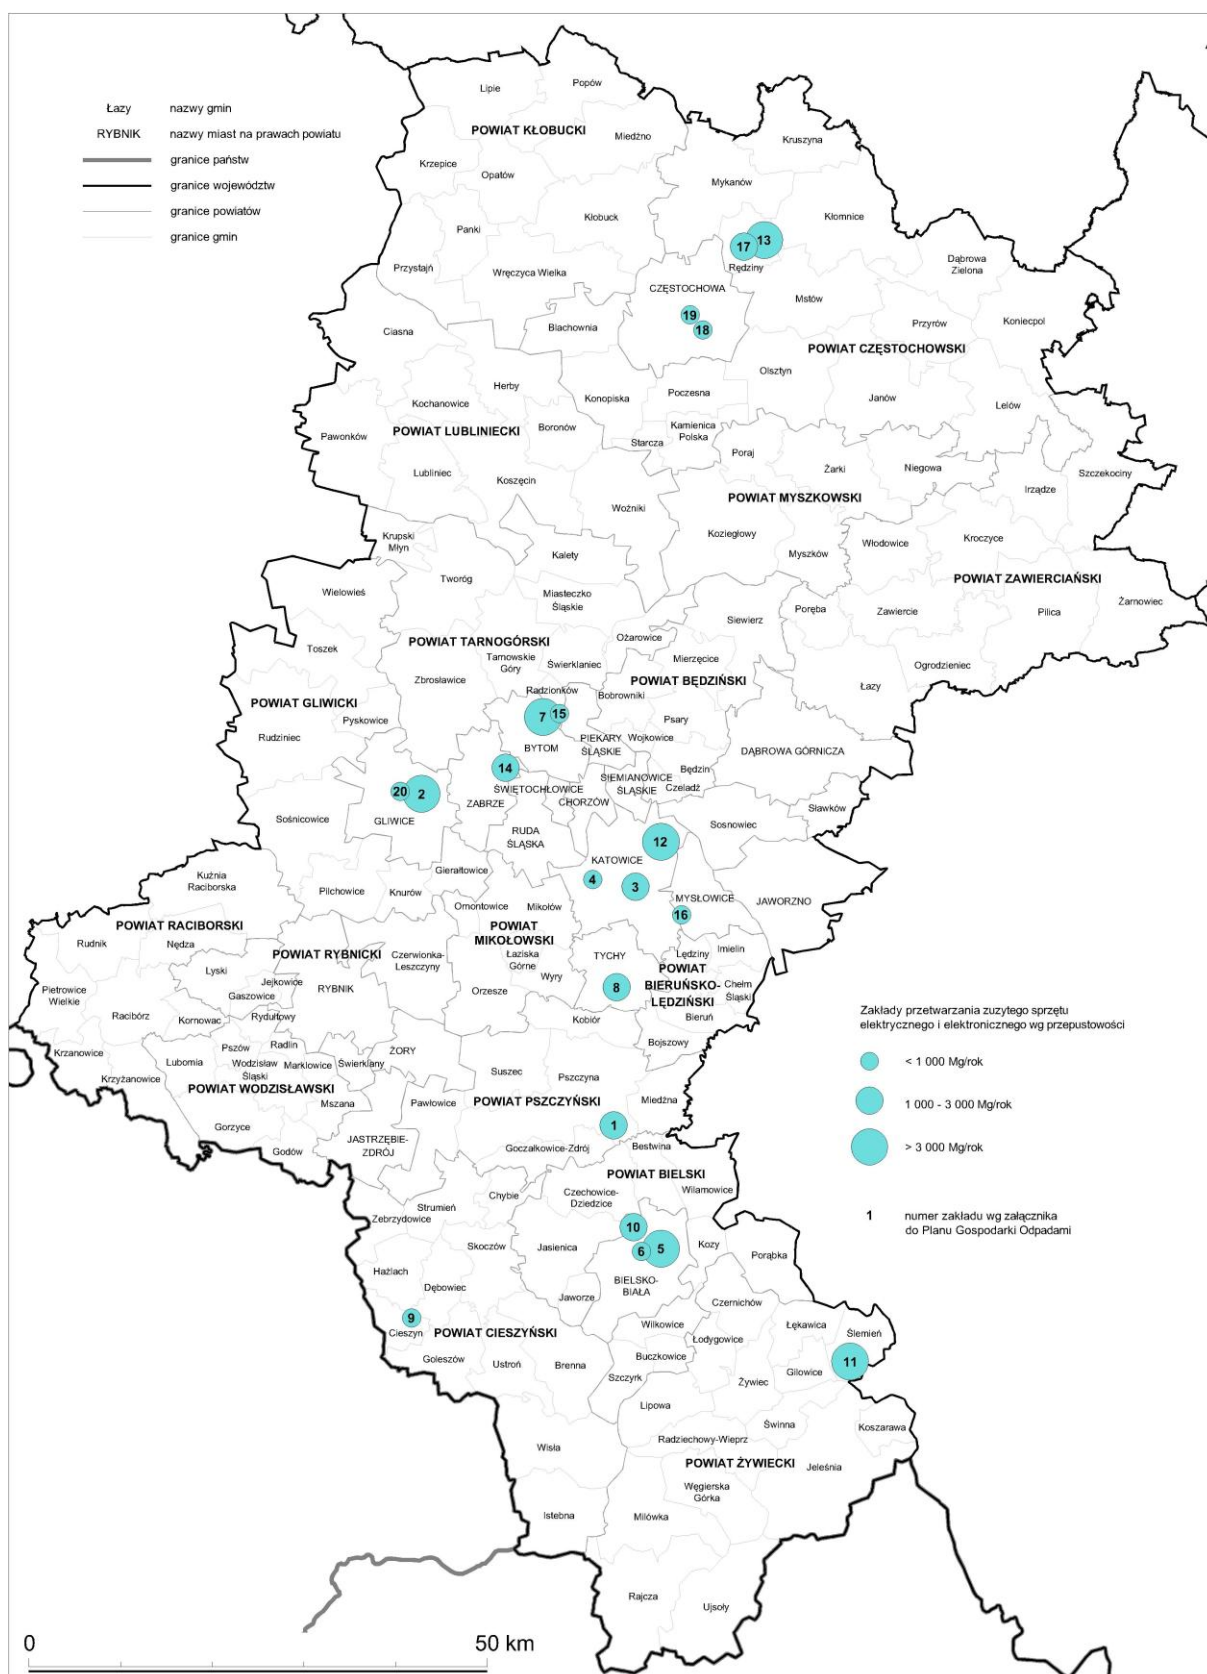 Łazy nazwy gmin
RYBNIK nazwy miast na prawach powiatu
granice państw
granice województw
granice powiatów
granice gmin
Lipie
Popów
POWIAT KŁOBUCKI
Miedźno
Kruszyna
Krzepice
Opatów
Mykanów
Kłobuck
Kłomnice
Panki
17
13
Przystajń
Wręczyca Wielka
Rędziny
Dąbrowa
Zielona
CZĘSTOCHOWA
Mstów
19
18
Blachownia
Przyrów
Koniecpol
Ciasna
POWIAT CZĘSTOCHOWSKI
Olsztyn
Herby
Konopiska
Poczesna
Janów
Lelów
Kochanowice
POWIAT LUBLINIECKI
Boronów
Kamienica
Polska
Starcza
Pawonków
Poraj
Żarki
Niegowa
Szczekociny
Lubliniec
Koszęcin
Irządze
POWIAT MYSZKOWSKI
Woźniki
Koziegłowy
Krupski
Młyn
Kalety
Myszków
Włodowice
Kroczyce
Tworóg
POWIAT ZAWIERCIAŃSKI
Wielowieś
Miasteczko
Śląskie
Poręba
Zawiercie
Pilica
Żarnowiec
Siewierz
Toszek
POWIAT TARNOGÓRSKI
Ożarowice
Tarnowskie
Góry
Świerklaniec
Mierzęcice
Ogrodzieniec
Zbrosławice
POWIAT BĘDZIŃSKI
Łazy
Radzionków
Bobrowniki
POWIAT GLIWICKI
Pyskowice
7
15
Psary
Rudziniec
BYTOM
PIEKARY
ŚLĄSKIE
Wojkowice
DĄBROWA GÓRNICZA
14
Będzin
SIEMIANOWICE
ŚLĄSKIE
Czeladź
20
2
ŚWIĘTOCHŁOWICE
ZABRZE
CHORZÓW
Sławków
Sośnicowice
GLIWICE
Sosnowiec
RUDA
ŚLĄSKA
12
KATOWICE
Gierałtowice
Kuźnia
Raciborska
4
3
Pilchowice
Knurów
MYSŁOWICE
JAWORZNO
Ornontowice
Mikołów
16
POWIAT RACIBORSKI
POWIAT
MIKOŁOWSKI
Rudnik
Nędza
POWIAT RYBNICKI
Czerwionka-
Leszczyny
Łaziska
Górne
TYCHY
Lędziny
Imielin
Lyski
Wyry
POWIAT
BIERUŃSKO-
LĘDZIŃSKI
Chełm
Śląski
Pietrowice
Wielkie
Jejkowice
Gaszowice
RYBNIK
Orzesze
8
Racibórz
Kornowac
Rydułtowy
Kobiór
Bieruń
Bojszowy
Krzanowice
Pszów
Radlin
ŻORY
Lubomia
Wodzisław
Śląski
Marklowice
Świerklany
Suszec
Pszczyna
Krzyżanowice
POWIAT WODZISŁAWSKI
Mszana
Pawłowice
POWIAT PSZCZYŃSKI
Miedźna
Gorzyce
JASTRZĘBIE-
ZDRÓJ
1
Godów
Goczałkowice-Zdrój
Bestwina
POWIAT BIELSKI
Chybie
Czechowice-
Dziedzice
Wilamowice
Strumień
Zebrzydowice
10
Skoczów
Jasienica
6
5
Kozy
Porąbka
Hażlach
Dębowiec
BIELSKO-
BIAŁA
Jaworze
Czernichów
9
Cieszyn
POWIAT CIESZYŃSKI
Wilkowice
Łękawica
Ślemień
Łodygowice
Goleszów
Ustroń
Brenna
Buczkowice
11
Szczyrk
Żywiec
Gilowice
Lipowa
Świnna
Koszarawa
Radziechowy-Wieprz
Wisła
POWIAT ŻYWIECKI
Jeleśnia
Węgierska
Górka
Istebna
Milówka
Rajcza
Ujsoły
Zakłady przetwarzania zuzytego sprzętu
elektrycznego i elektronicznego wg przepustowości
< 1 000 Mg/rok
1 000 - 3 000 Mg/rok
> 3 000 Mg/rok
1 numer zakładu wg załącznika
do Planu Gospodarki Odpadami
0 50 km